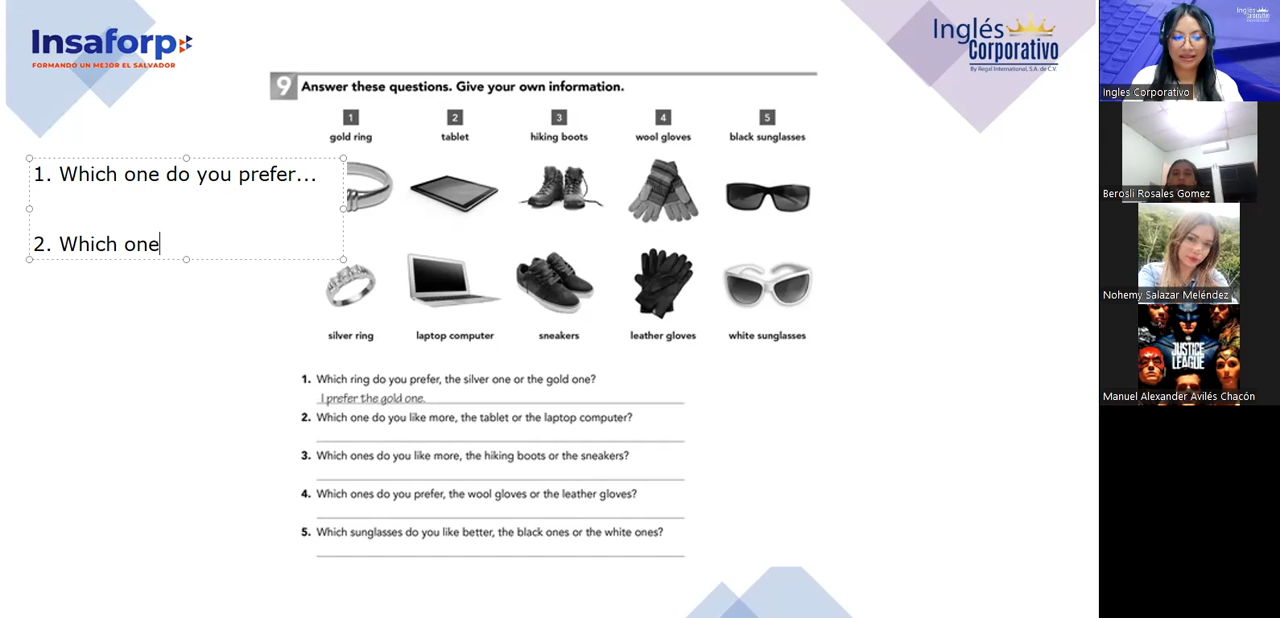 Insaforp
FORMANDO UN MEJOR EL SALVADOR
Inglés
Corporativo
By Regal International, S.A. de C.V.
9 Answer these questions. Give your own information.
1 2 3 4 5
gold ring tablet hiking boots wool gloves black sunglasses
1. Which one do you prefer...
2. Which one
silver ring laptop computer sneakers leather gloves white sunglasses
1. Which ring do you prefer, the silver one or the gold one?
I prefer the gold one.
2. Which one do you like more, the tablet or the laptop computer?
3. Which ones do you like more, the hiking boots or the sneakers?
4. Which ones do you prefer, the wool gloves or the leather gloves?
5. Which sunglasses do you like better, the black ones or the white ones?
Inglés
Ingles Corporativo
Berosli Rosales Gomez
Nohemy Salazar Meléndez
JUSTICE
LEAGUE
Manuel Alexander Avilés Chacón